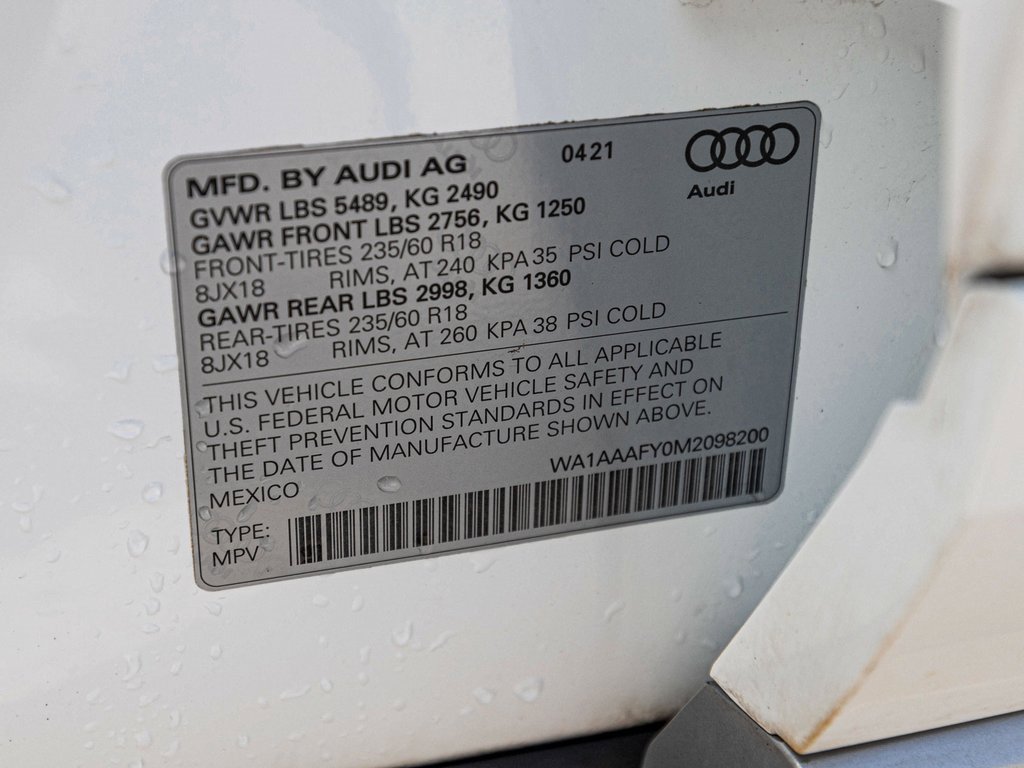 MFD. BY AUDI AG 0421
Audi
GVWR LBS 5489, KG 2490
GAWR FRONT LBS 2756, KG 1250
FRONT-TIRES 235/60 R18
8JX18 RIMS, AT 240 KPA 35 PSI COLD
GAWR REAR LBS 2998, KG 1360
REAR-TIRES 235/60 R18
8JX18 RIMS, AT 260 KPA 38 PSI COLD
THIS VEHICLE CONFORMS TO ALL APPLICABLE
U.S. FEDERAL MOTOR VEHICLE SAFETY AND
THEFT PREVENTION STANDARDS IN EFFECT ON
THE DATE OF MANUFACTURE SHOWN ABOVE.
MEXICO WA1AAAFY0M2098200
TYPE:
MPV